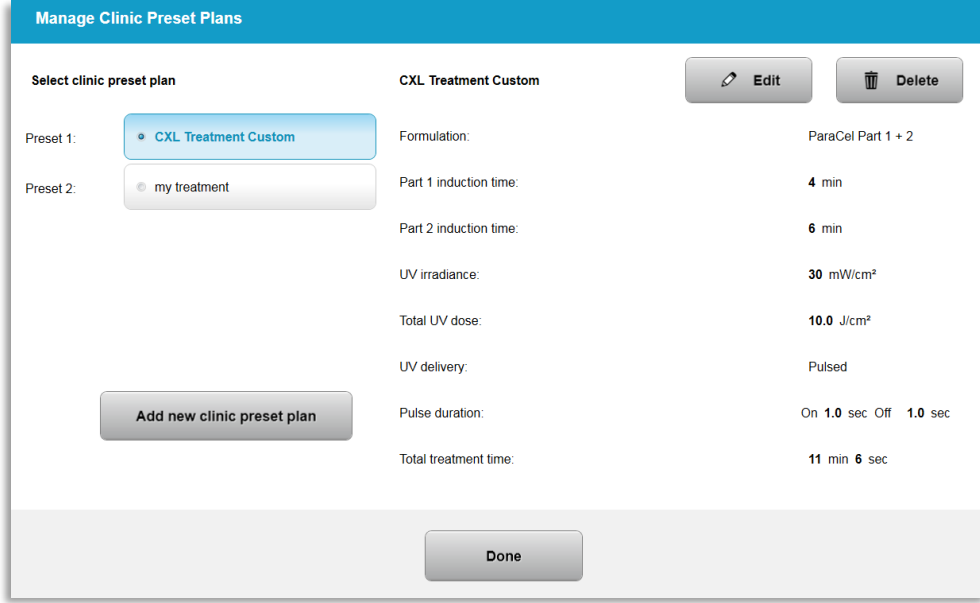 Manage Clinic Preset Plans
Select clinic preset plan
Preset 1:
CXL Treatment Custom
Preset 2:
my treatment
Add new clinic preset plan
CXL Treatment Custom
Edit
Delete
Formulation: ParaCel Part 1 + 2
Part 1 induction time: 4 min
Part 2 induction time: 6 min
UV irradiance: 30 mW/cm²
Total UV dose: 10.0 J/cm²
UV delivery: Pulsed
Pulse duration: On 1.0 sec Off 1.0 sec
Total treatment time: 11 min 6 sec
Done